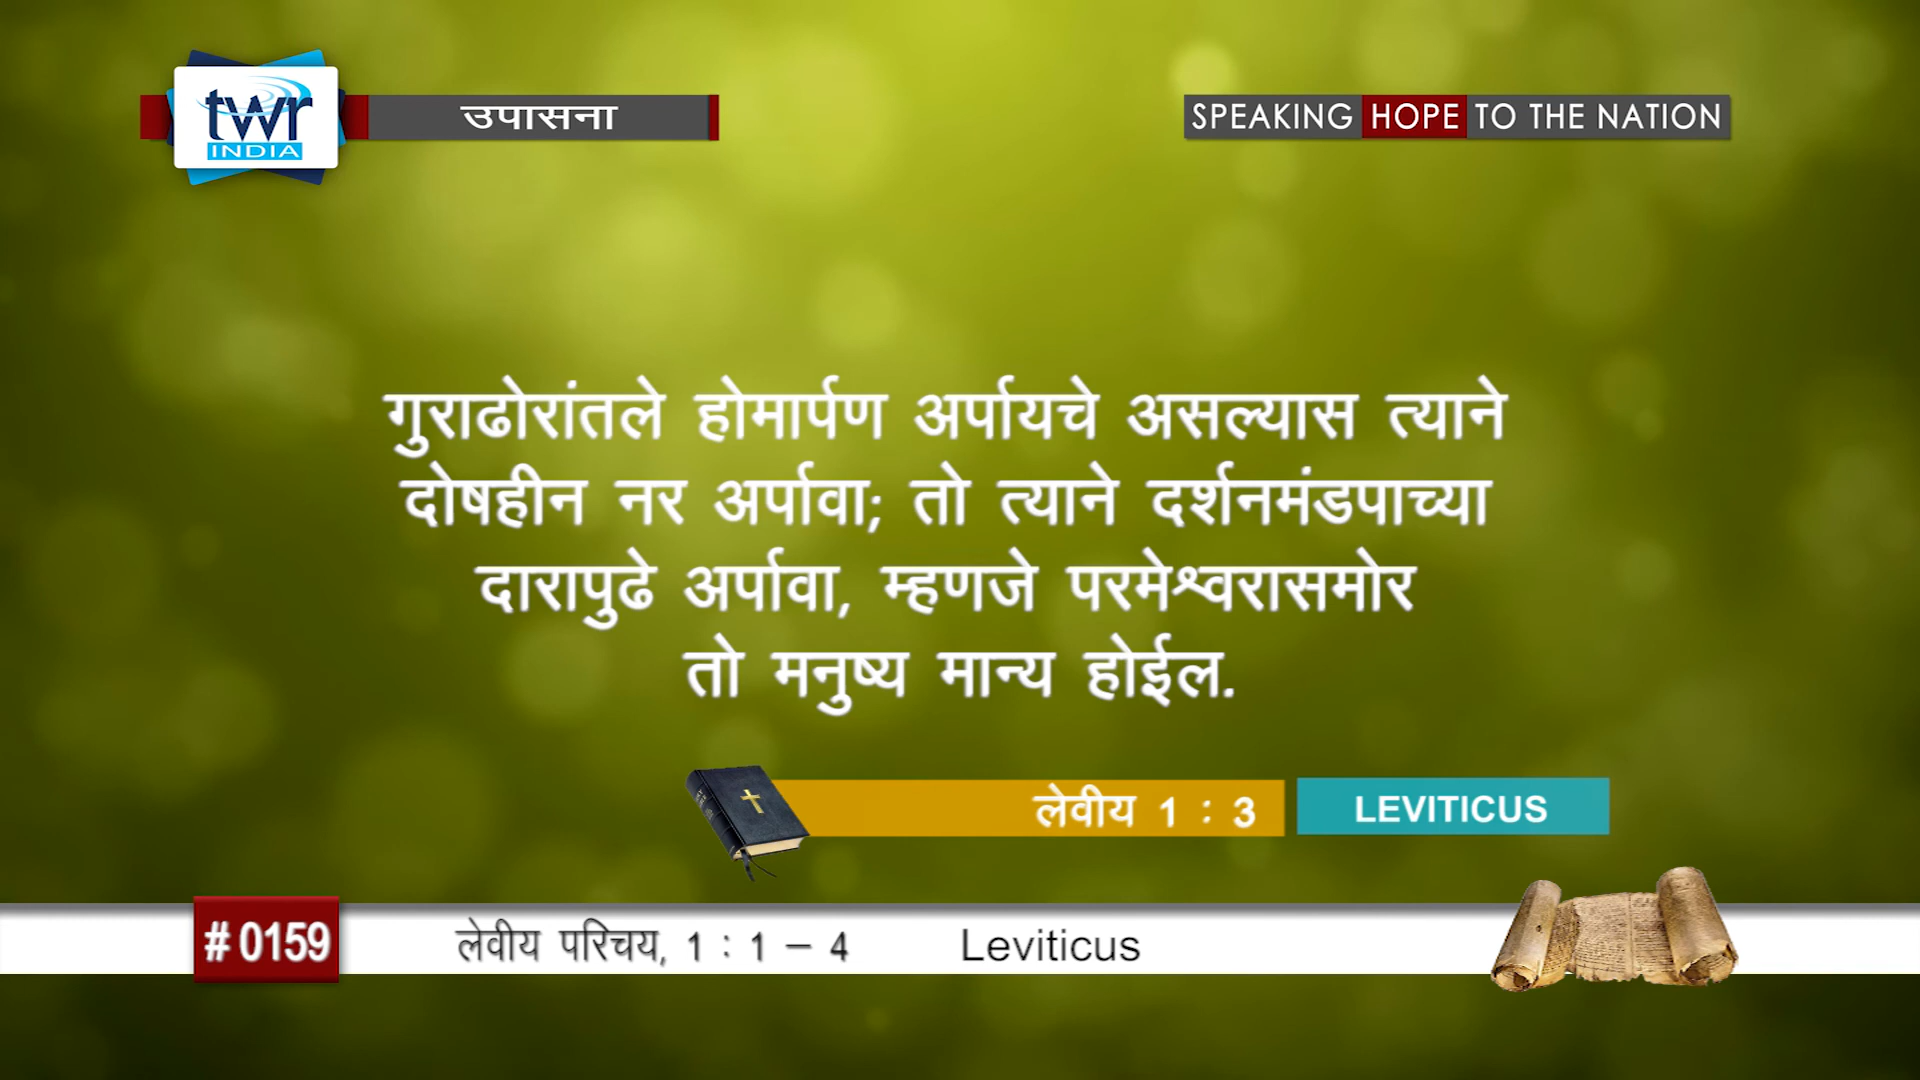 twr
INDIA
उपासना
SPEAKING HOPE TO THE NATION
गुराढोरांतले होमार्पण अर्पायचे असल्यास त्याने
दोषहीन नर अर्पावा; तो त्याने दर्शनमंडपाच्या
दारापुढे अर्पावा, म्हणजे परमेश्वरासमोर
तो मनुष्य मान्य होईल.
लेवीय 1 : 3
LEVITICUS
# 0159
लेवीय परिचय, 1 : 1 – 4
Leviticus